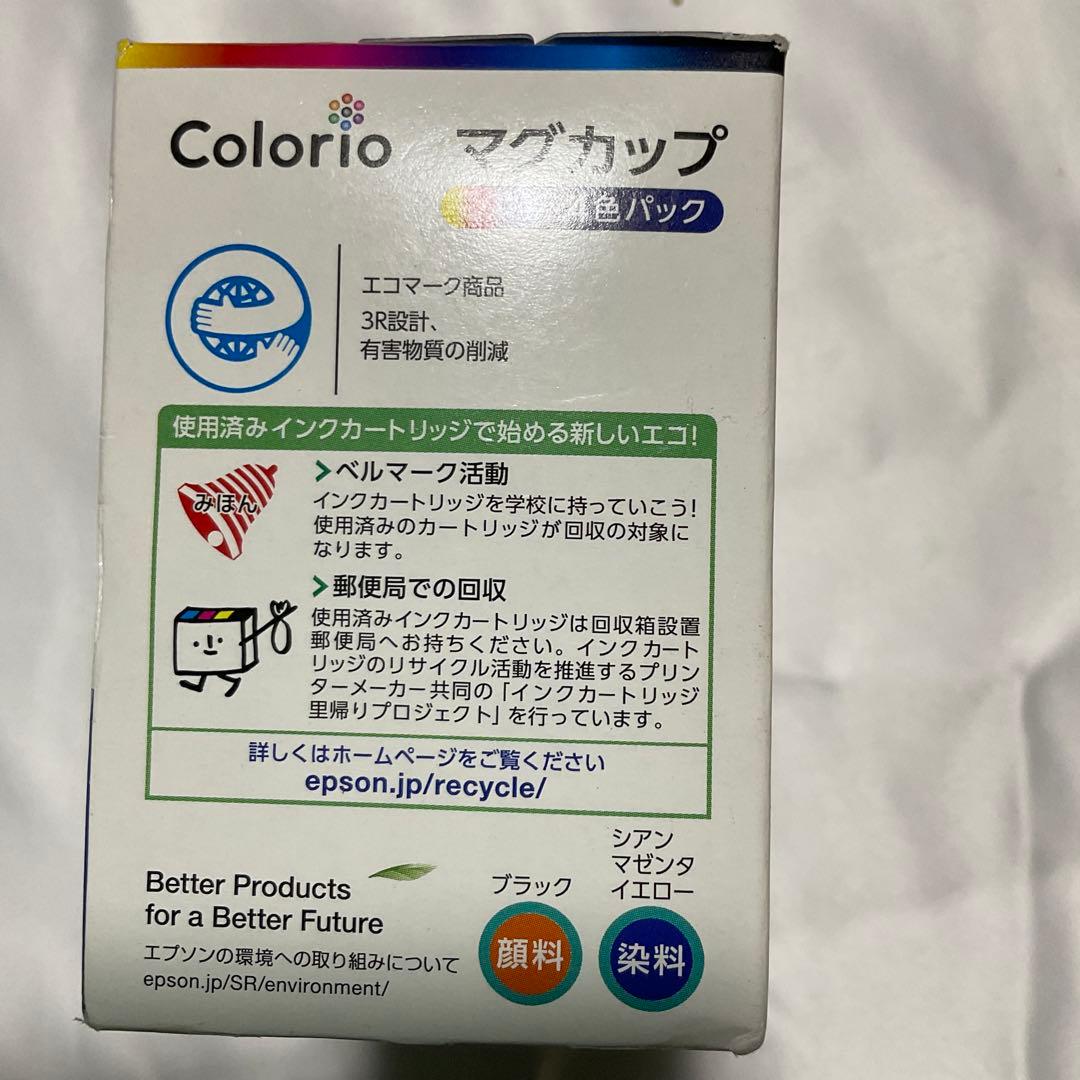 Colorio
マグカップ
4色パック
エコマーク商品
3R設計、
有害物質の削減
使用済みインクカートリッジで始める新しいエコ!
みほん
ベルマーク活動
インクカートリッジを学校に持っていこう!
使用済みのカートリッジが回収の対象に
なります。
郵便局での回収
使用済みインクカートリッジは回収箱設置
郵便局へお持ちください。インクカート
リッジのリサイクル活動を推進するプリン
ターメーカー共同の「インクカートリッジ
里帰りプロジェクト」を行っています。
詳しくはホームページをご覧ください
epson.jp/recycle/
Better Products
for a Better Future
エプソンの環境への取り組みについて
epson.jp/SR/environment/
ブラック
顔料
シアン
マゼンタ
イエロー
染料